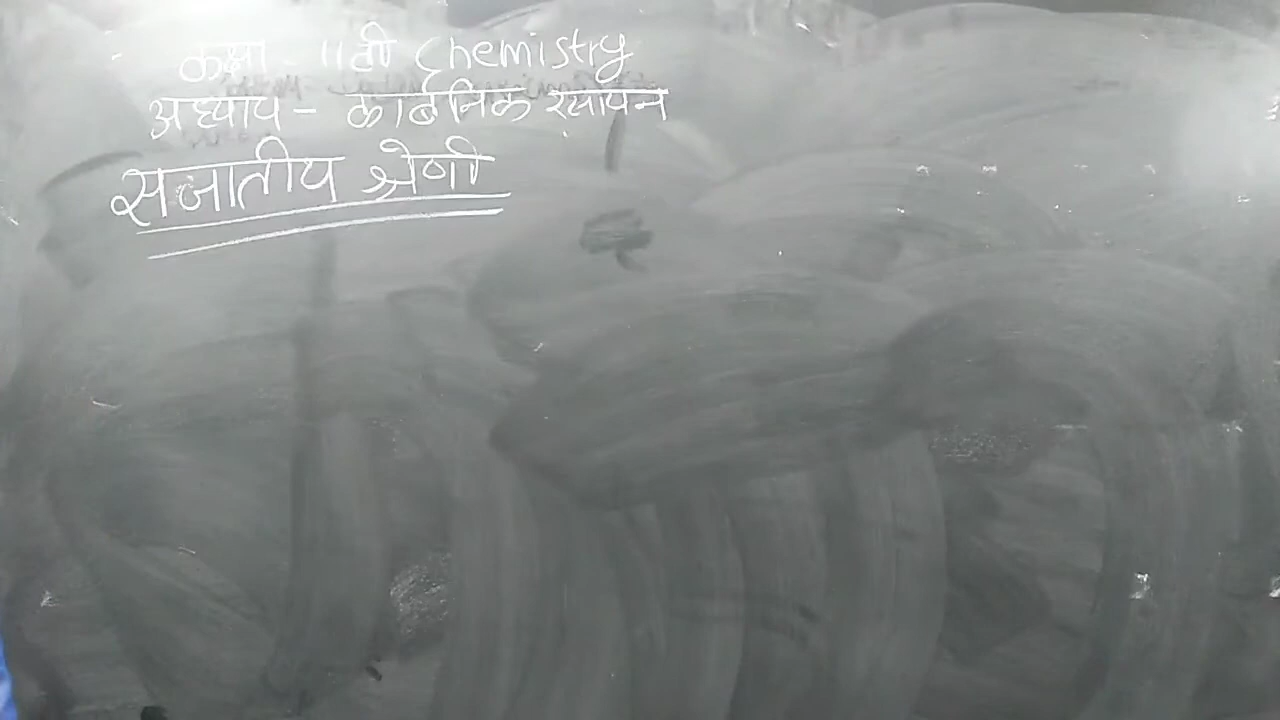 कक्षा - 11वी Chemistry
अध्याय - कार्बनिक रसायन
सजातीय श्रेणी